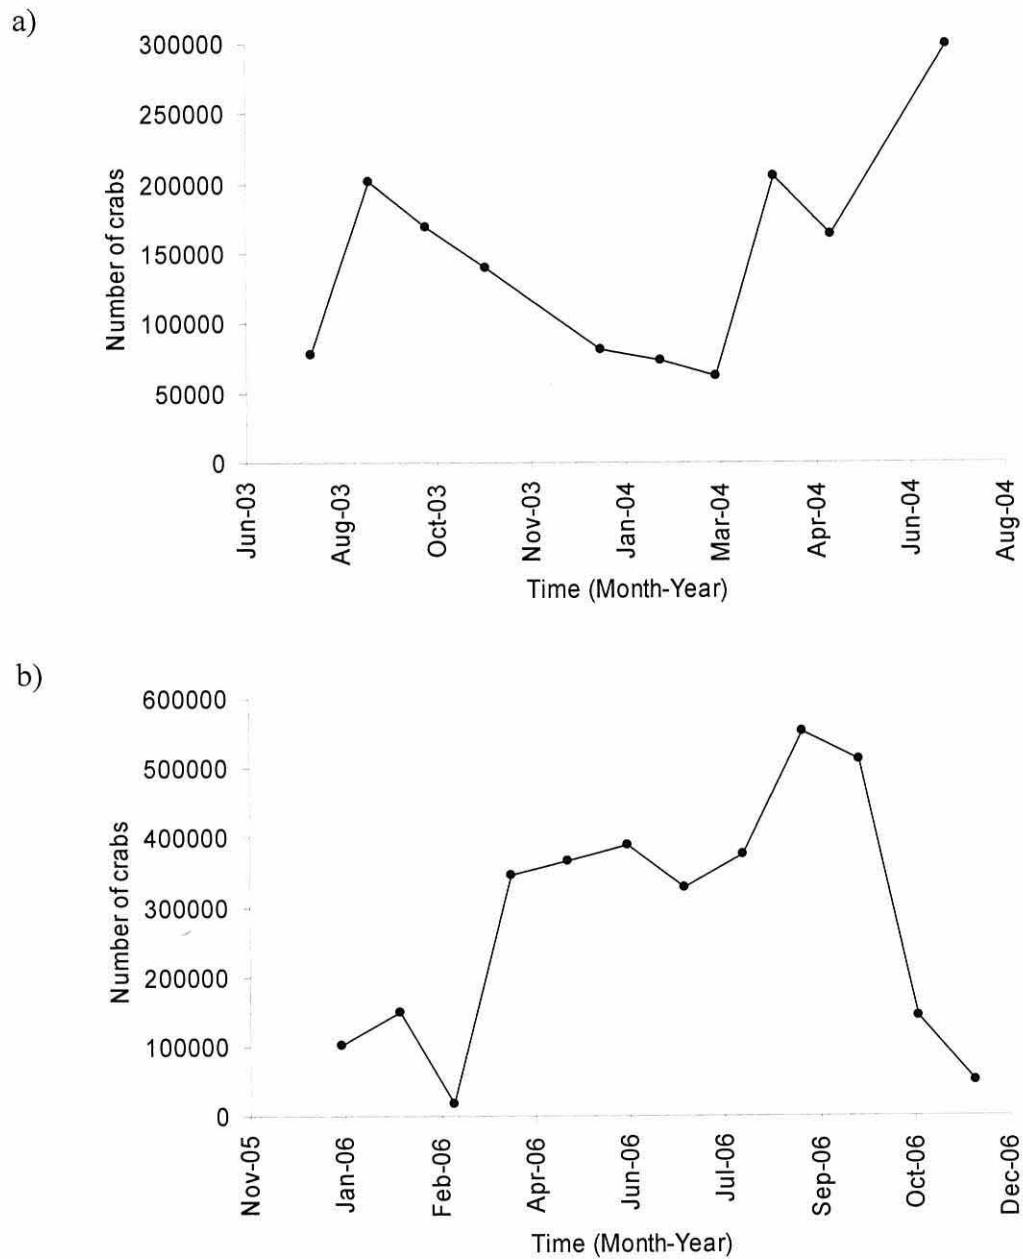 a)
300000
250000
200000
150000
100000
50000
0
Number of crabs
Jun-03
Aug-03
Oct-03
Nov-03
Jan-04
Mar-04
Apr-04
Jun-04
Aug-04
Time (Month-Year)
b)
600000
500000
400000
300000
200000
100000
0
Number of crabs
Nov-05
Jan-06
Feb-06
Apr-06
Jun-06
Jul-06
Sep-06
Oct-06
Dec-06
Time (Month-Year)